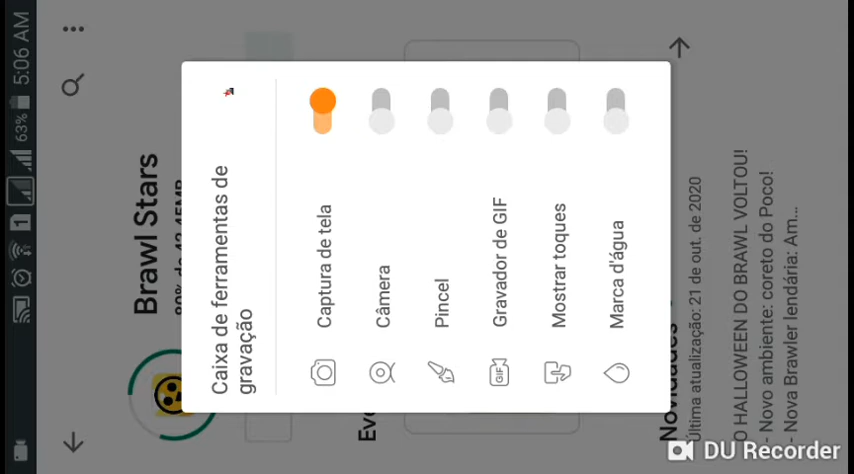 63% 5:06 AM
Brawl Stars
Caixa de ferramentas de
gravação
Captura de tela
Câmera
Pincel
GIF
Gravador de GIF
Mostrar toques
Marca d'água
Última atualização: 21 de out. de 2020
O HALLOWEEN DO BRAWL VOLTOU!
- Novo ambiente: coreto do Poco!
- Nova Brawler lendária: Am...
DU Recorder